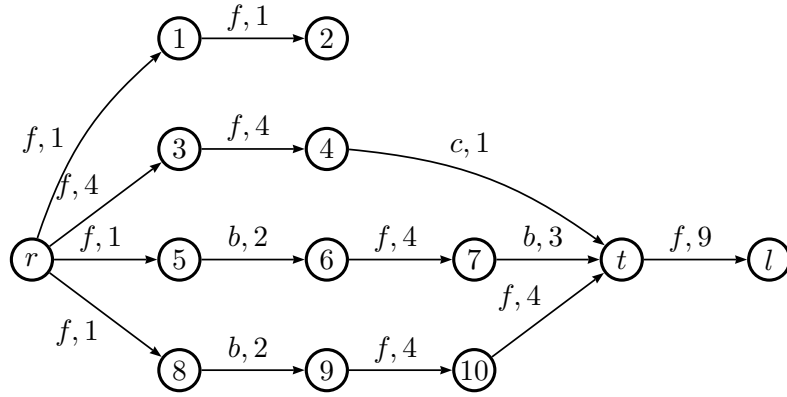 f, 1
1 2
f, 1
f, 4 c, 1
3 4
f, 4
f, 1 b, 2 f, 4 b, 3 f, 9
r 5 6 7 t l
f, 4
f, 1 b, 2 f, 4
8 9 10